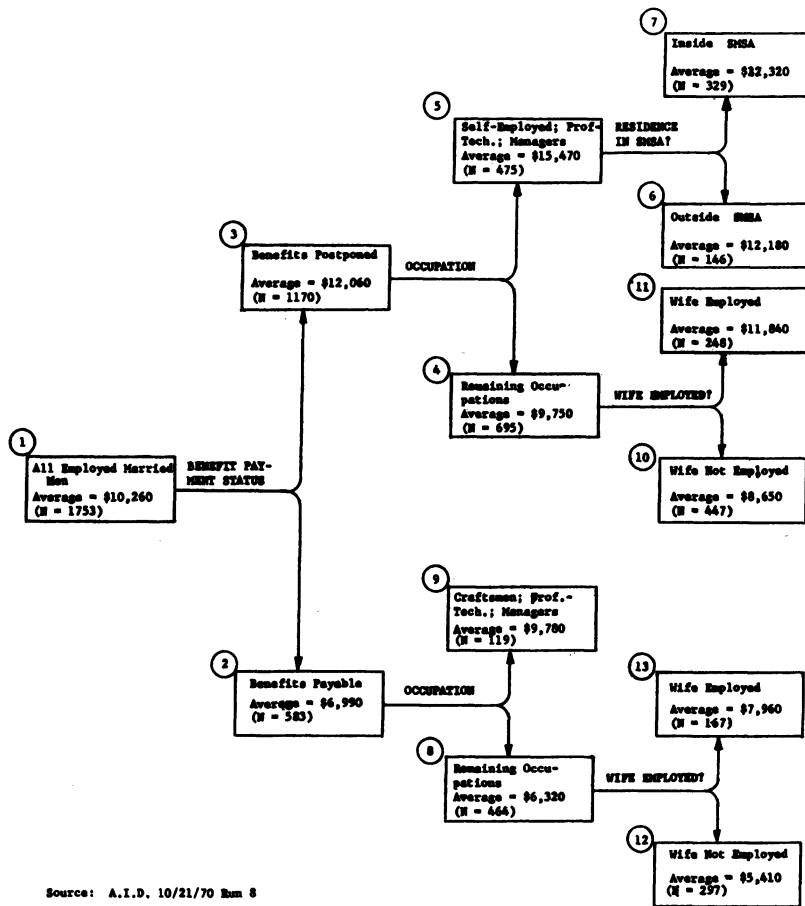 7
Inside SMSA
Average = $12,320
(N = 329)
5
Self-Employed; Prof-
Tech.; Managers
Average = $15,470
(N = 475)
RESIDENCE
IN SMSA?
6
Outside SMSA
Average = $12,180
(N = 146)
3
Benefits Postponed
Average = $12,060
(N = 1170)
OCCUPATION
11
Wife Employed
Average = $11,840
(N = 248)
4
Remaining Occu-
pations
Average = $9,750
(N = 695)
WIFE EMPLOYED?
10
Wife Not Employed
Average = $8,650
(N = 447)
1
All Employed Married
Men
Average = $10,260
(N = 1753)
BENEFIT PAY-
MENT STATUS
9
Craftsmen; Prof.-
Tech.; Managers
Average = $9,780
(N = 119)
2
Benefits Payable
Average = $6,990
(N = 583)
OCCUPATION
13
Wife Employed
Average = $7,960
(N = 167)
8
Remaining Occu-
pations
Average = $6,320
(N = 464)
WIFE EMPLOYED?
12
Wife Not Employed
Average = $5,410
(N = 297)
Source: A.I.D. 10/21/70 Run 8